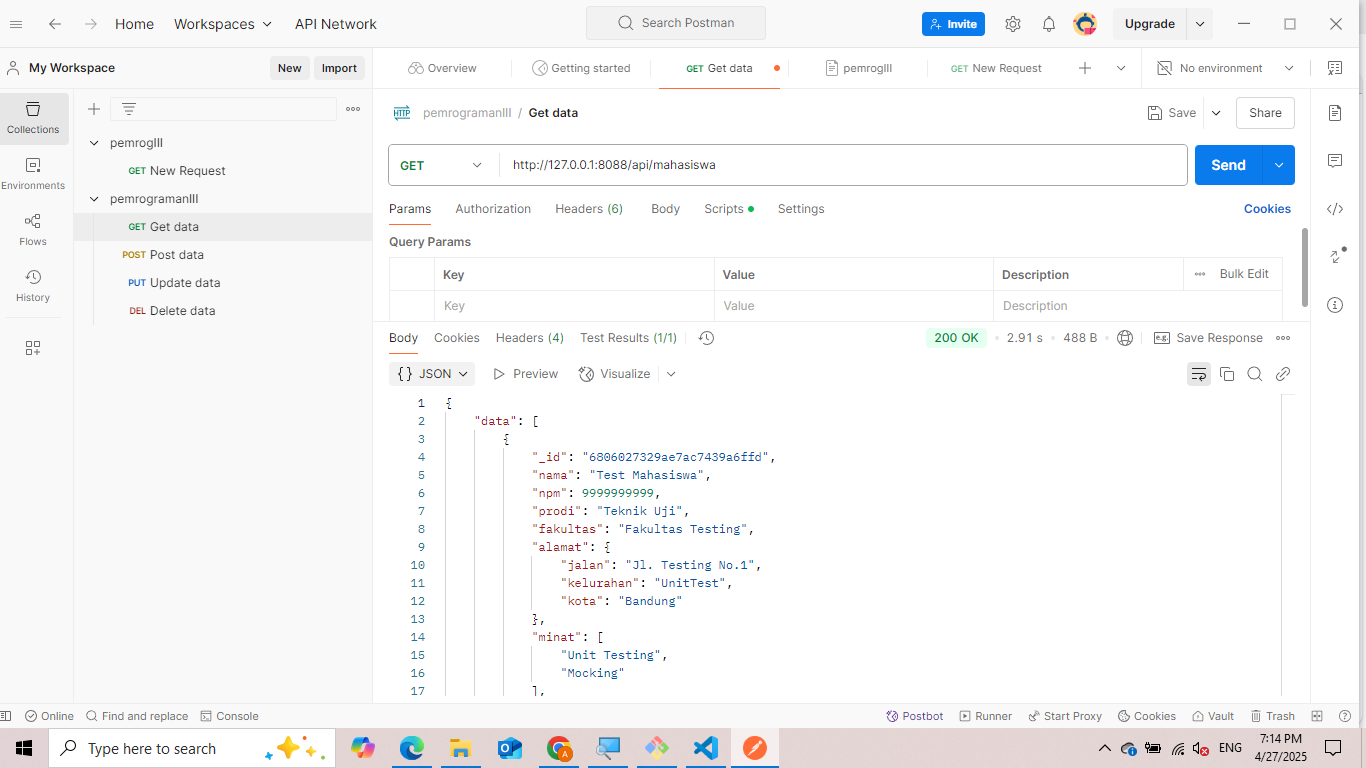 Home Workspaces API Network Search Postman Invite Upgrade
My Workspace New Import Overview Getting started GET Get data pemrogIII GET New Request No environment
Collections
Environments
Flows
History
pemrogIII
GET New Request
pemrogramanIII
GET Get data
POST Post data
PUT Update data
DEL Delete data
HTTP pemrogramanIII / Get data Save Share
GET http://127.0.0.1:8088/api/mahasiswa Send
Params Authorization Headers (6) Body Scripts Settings Cookies
Query Params
Key Value Description Bulk Edit
Key Value Description
Body Cookies Headers (4) Test Results (1/1) 200 OK 2.91 s 488 B e.g. Save Response
{} JSON Preview Visualize
1 {
2 "data": [
3 {
4 "_id": "6806027329ae7ac7439a6ffd",
5 "nama": "Test Mahasiswa",
6 "npm": 9999999999,
7 "prodi": "Teknik Uji",
8 "fakultas": "Fakultas Testing",
9 "alamat": {
10 "jalan": "Jl. Testing No.1",
11 "kelurahan": "UnitTest",
12 "kota": "Bandung"
13 },
14 "minat": [
15 "Unit Testing",
16 "Mocking"
17 ],
Online Find and replace Console Postbot Runner Start Proxy Cookies Vault Trash
Type here to search ENG 7:14 PM
4/27/2025